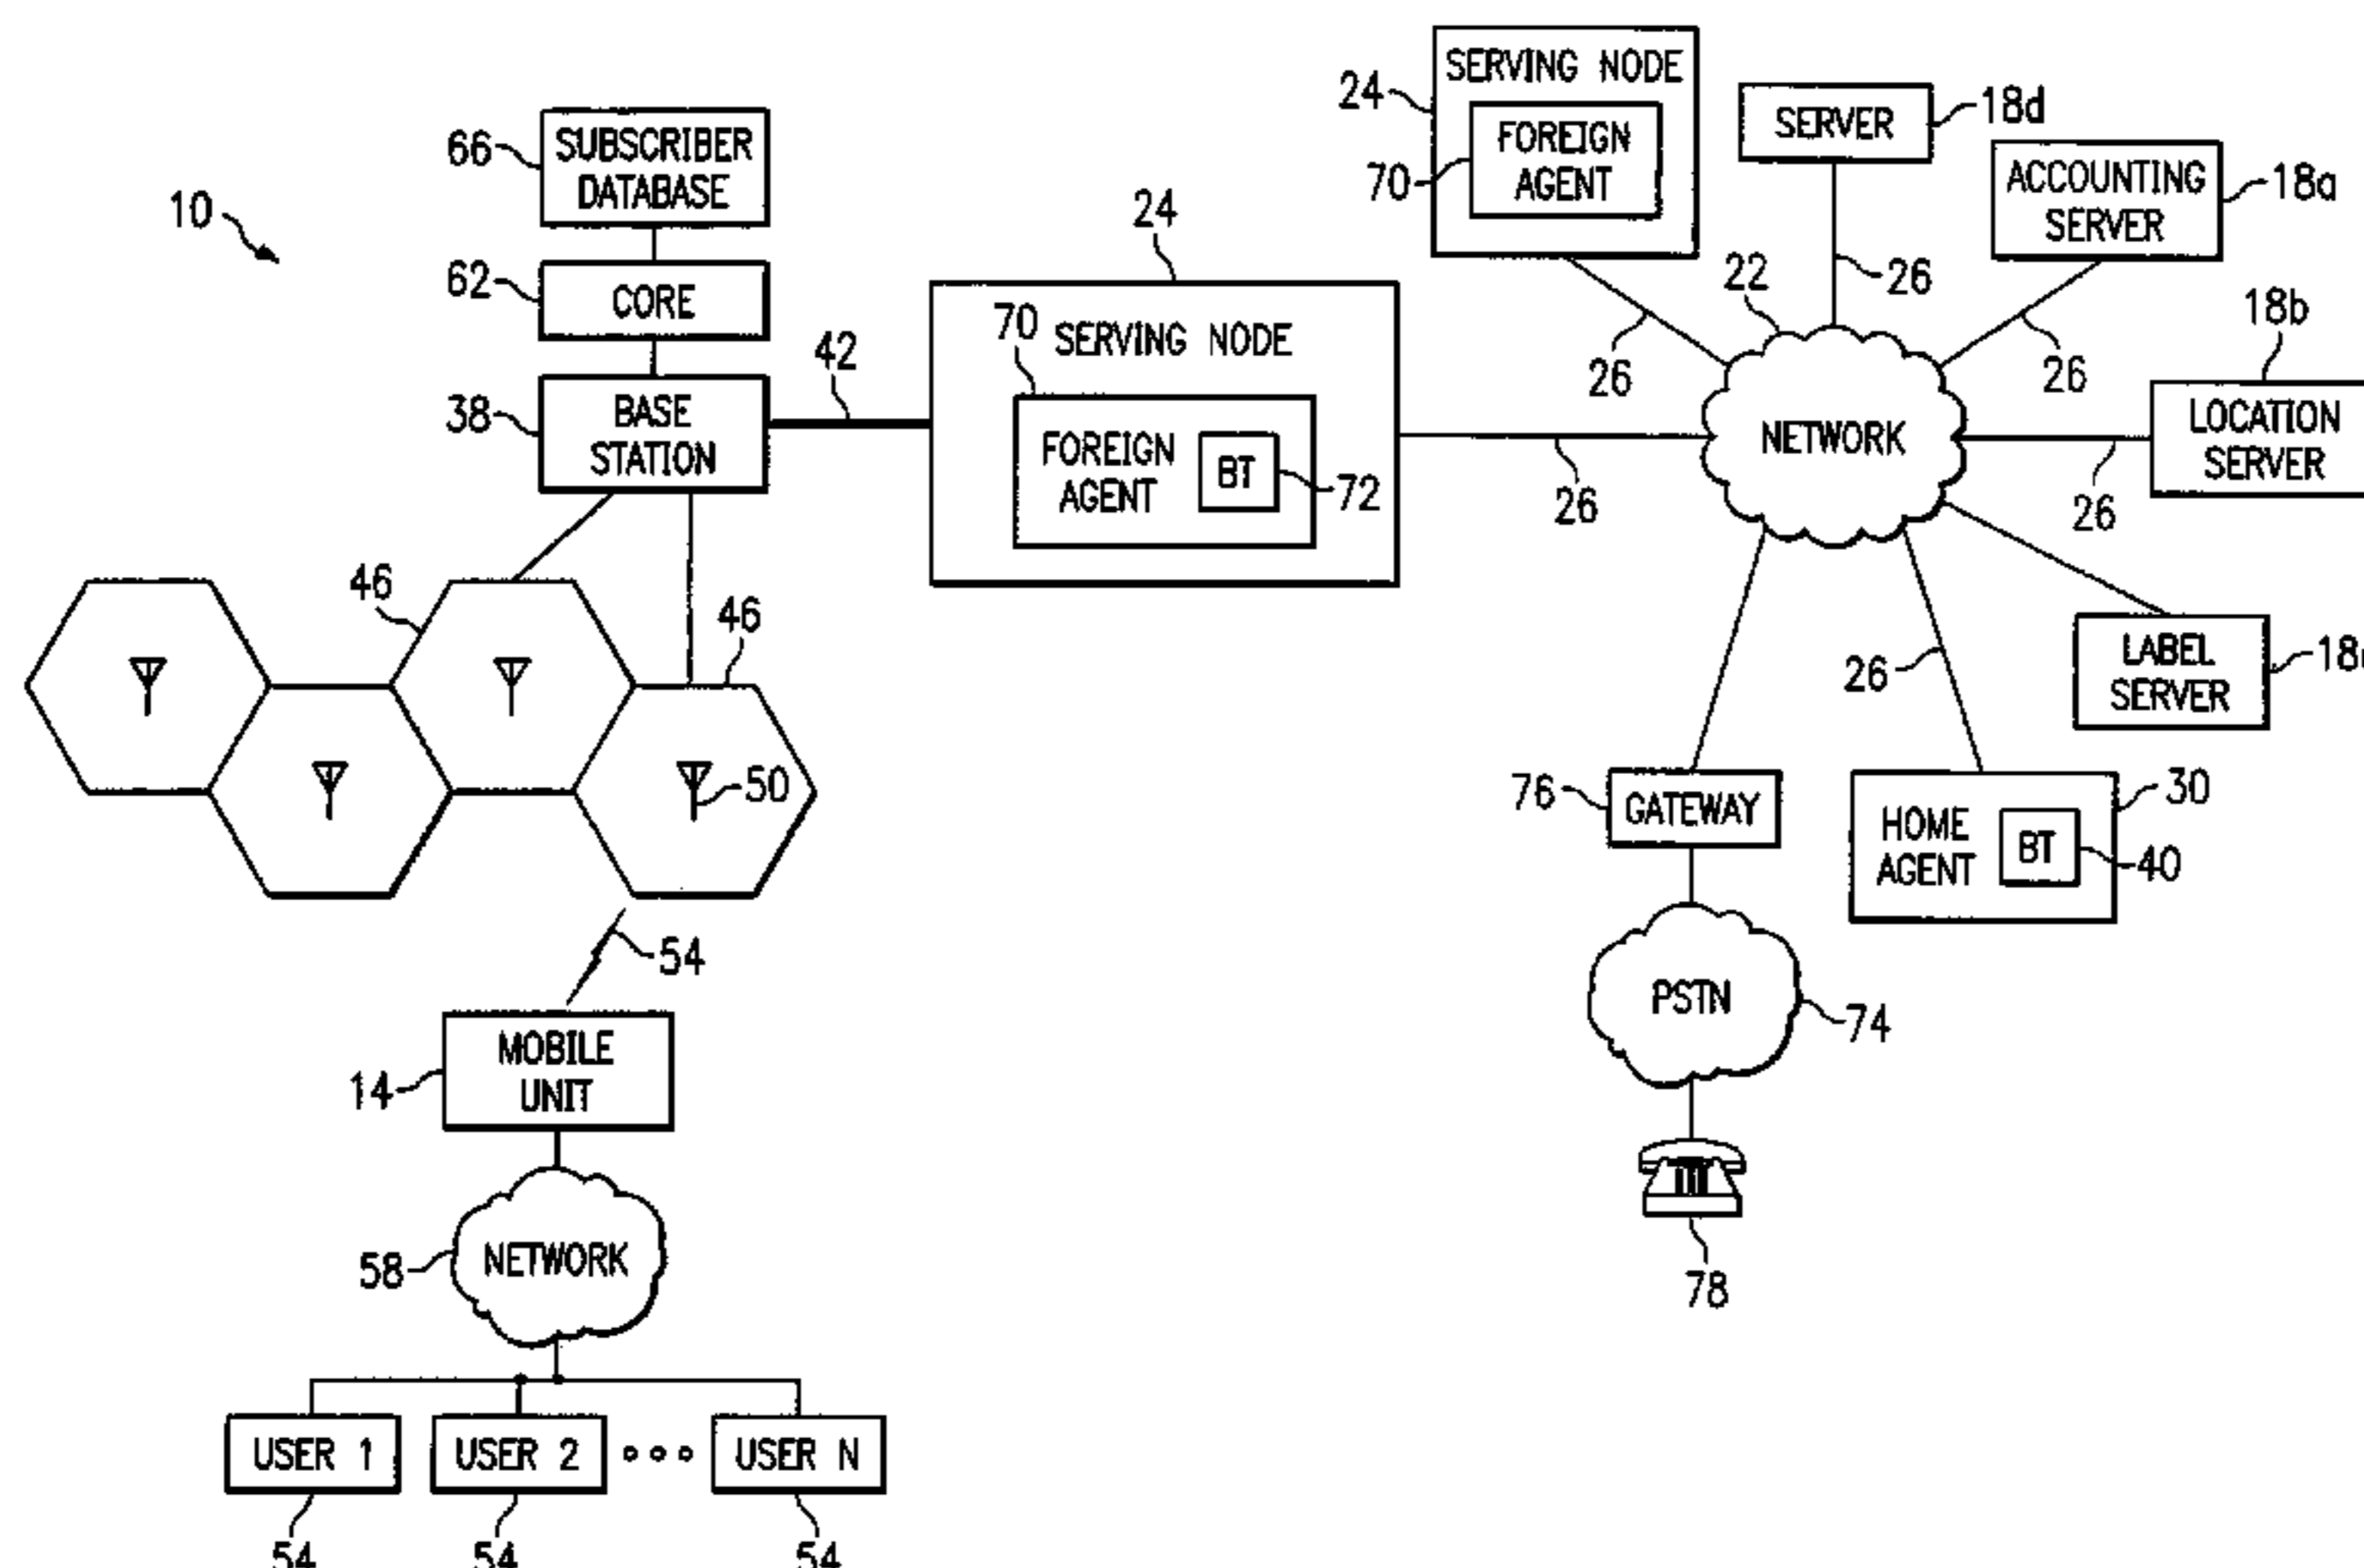 10
66
SUBSCRIBER
DATABASE
62
CORE
38
BASE
STATION
42
24
70
SERVING NODE
FOREIGN
AGENT
BT
72
26
24
SERVING NODE
70
FOREIGN
AGENT
26
SERVER
18d
26
ACCOUNTING
SERVER
18a
26
22
NETWORK
18b
LOCATION
SERVER
26
LABEL
SERVER
18
26
HOME
AGENT
BT
30
40
76
GATEWAY
PSTN
74
78
46
46
50
54
14
MOBILE
UNIT
58
NETWORK
USER 1
USER 2
USER N
54
54
54